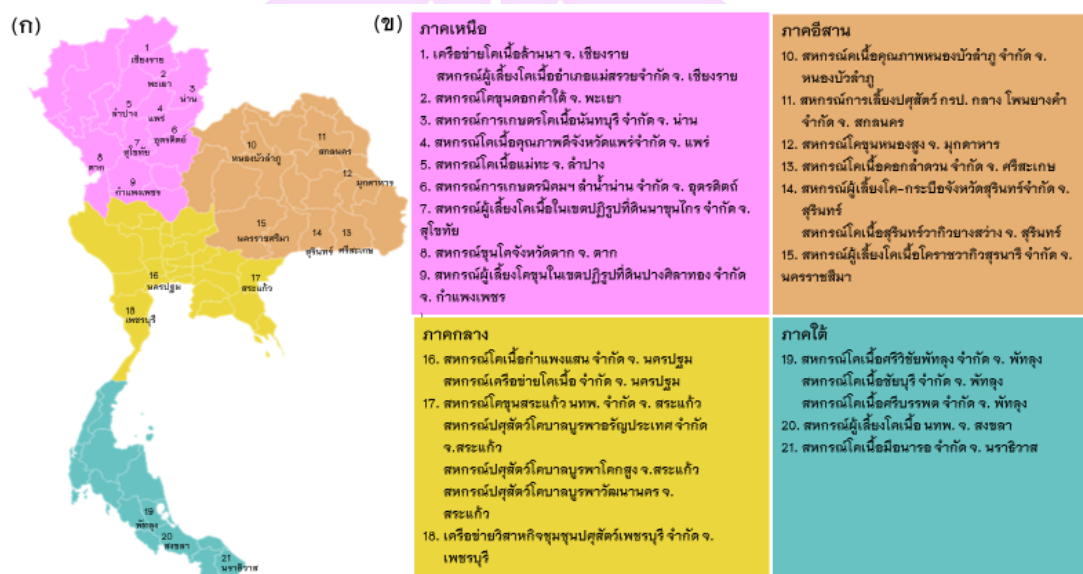 (ก)
1
เชียงราย
2
พะเยา
3
น่าน
5
ลำปาง
4
แพร่
6
อุตรดิตถ์
7
สุโขทัย
8
ตาก
9
กำแพงเพชร
10
หนองบัวลำภู
11
สกลนคร
12
มุกดาหาร
15
นครราชสีมา
14
สุรินทร์
13
ศรีสะเกษ
16
นครปฐม
17
สระแก้ว
18
เพชรบุรี
19
พัทลุง
20
สงขลา
21
นราธิวาส
(ข)
ภาคเหนือ
1. เครือข่ายโคเนื้อล้านนา จ. เชียงราย
สหกรณ์ผู้เลี้ยงโคเนื้ออำเภอแม่สรวยจำกัด จ. เชียงราย
2. สหกรณ์โคขุนดอกคำใต้ จ. พะเยา
3. สหกรณ์การเกษตรโคเนื้อนันทบุรี จำกัด จ. น่าน
4. สหกรณ์โคเนื้อคุณภาพดีจังหวัดแพร่จำกัด จ. แพร่
5. สหกรณ์โคเนื้อแม่ทะ จ. ลำปาง
6. สหกรณ์การเกษตรนิคมฯ ลำน้ำน่าน จำกัด จ. อุตรดิตถ์
7. สหกรณ์ผู้เลี้ยงโคเนื้อในเขตปฏิรูปที่ดินนาขุนไกร จำกัด จ.
สุโขทัย
8. สหกรณ์ขุนโคจังหวัดตาก จ. ตาก
9. สหกรณ์ผู้เลี้ยงโคขุนในเขตปฏิรูปที่ดินปางศิลาทอง จำกัด
จ. กำแพงเพชร
ภาคอีสาน
10. สหกรณ์คเนื้อคุณภาพหนองบัวลำภู จำกัด จ.
หนองบัวลำภู
11. สหกรณ์การเลี้ยงปศุสัตว์ กรป. กลาง โพนยางคำ
จำกัด จ. สกลนคร
12. สหกรณ์โคขุนหนองสูง จ. มุกดาหาร
13. สหกรณ์โคเนื้อคอกลำดวน จำกัด จ. ศรีสะเกษ
14. สหกรณ์ผู้เลี้ยงโค-กระบือจังหวัดสุรินทร์จำกัด จ.
สุรินทร์
สหกรณ์โคเนื้อสุรินทร์วากิวยางสว่าง จ. สุรินทร์
15. สหกรณ์ผู้เลี้ยงโคเนื้อโคราชวากิวสุรนารี จำกัด จ.
นครราชสีมา
ภาคกลาง
16. สหกรณ์โคเนื้อกำแพงแสน จำกัด จ. นครปฐม
สหกรณ์เครือข่ายโคเนื้อ จำกัด จ. นครปฐม
17. สหกรณ์โคขุนสระแก้ว นทพ. จำกัด จ. สระแก้ว
สหกรณ์ปศุสัตว์โคบาลบูรพาอรัญประเทศ จำกัด
จ.สระแก้ว
สหกรณ์ปศุสัตว์โคบาลบูรพาโคกสูง จ.สระแก้ว
สหกรณ์ปศุสัตว์โคบาลบูรพาวัฒนานคร จ.
สระแก้ว
18. เครือข่ายวิสาหกิจชุมชุนปศุสัตว์เพชรบุรี จำกัด จ.
เพชรบุรี
ภาคใต้
19. สหกรณ์โคเนื้อศรีวิชัยพัทลุง จำกัด จ. พัทลุง
สหกรณ์โคเนื้อชัยบุรี จำกัด จ. พัทลุง
สหกรณ์โคเนื้อศรีบรรพต จำกัด จ. พัทลุง
20. สหกรณ์ผู้เลี้ยงโคเนื้อ นทพ. จ. สงขลา
21. สหกรณ์โคเนื้อมือนารอ จำกัด จ. นราธิวาส